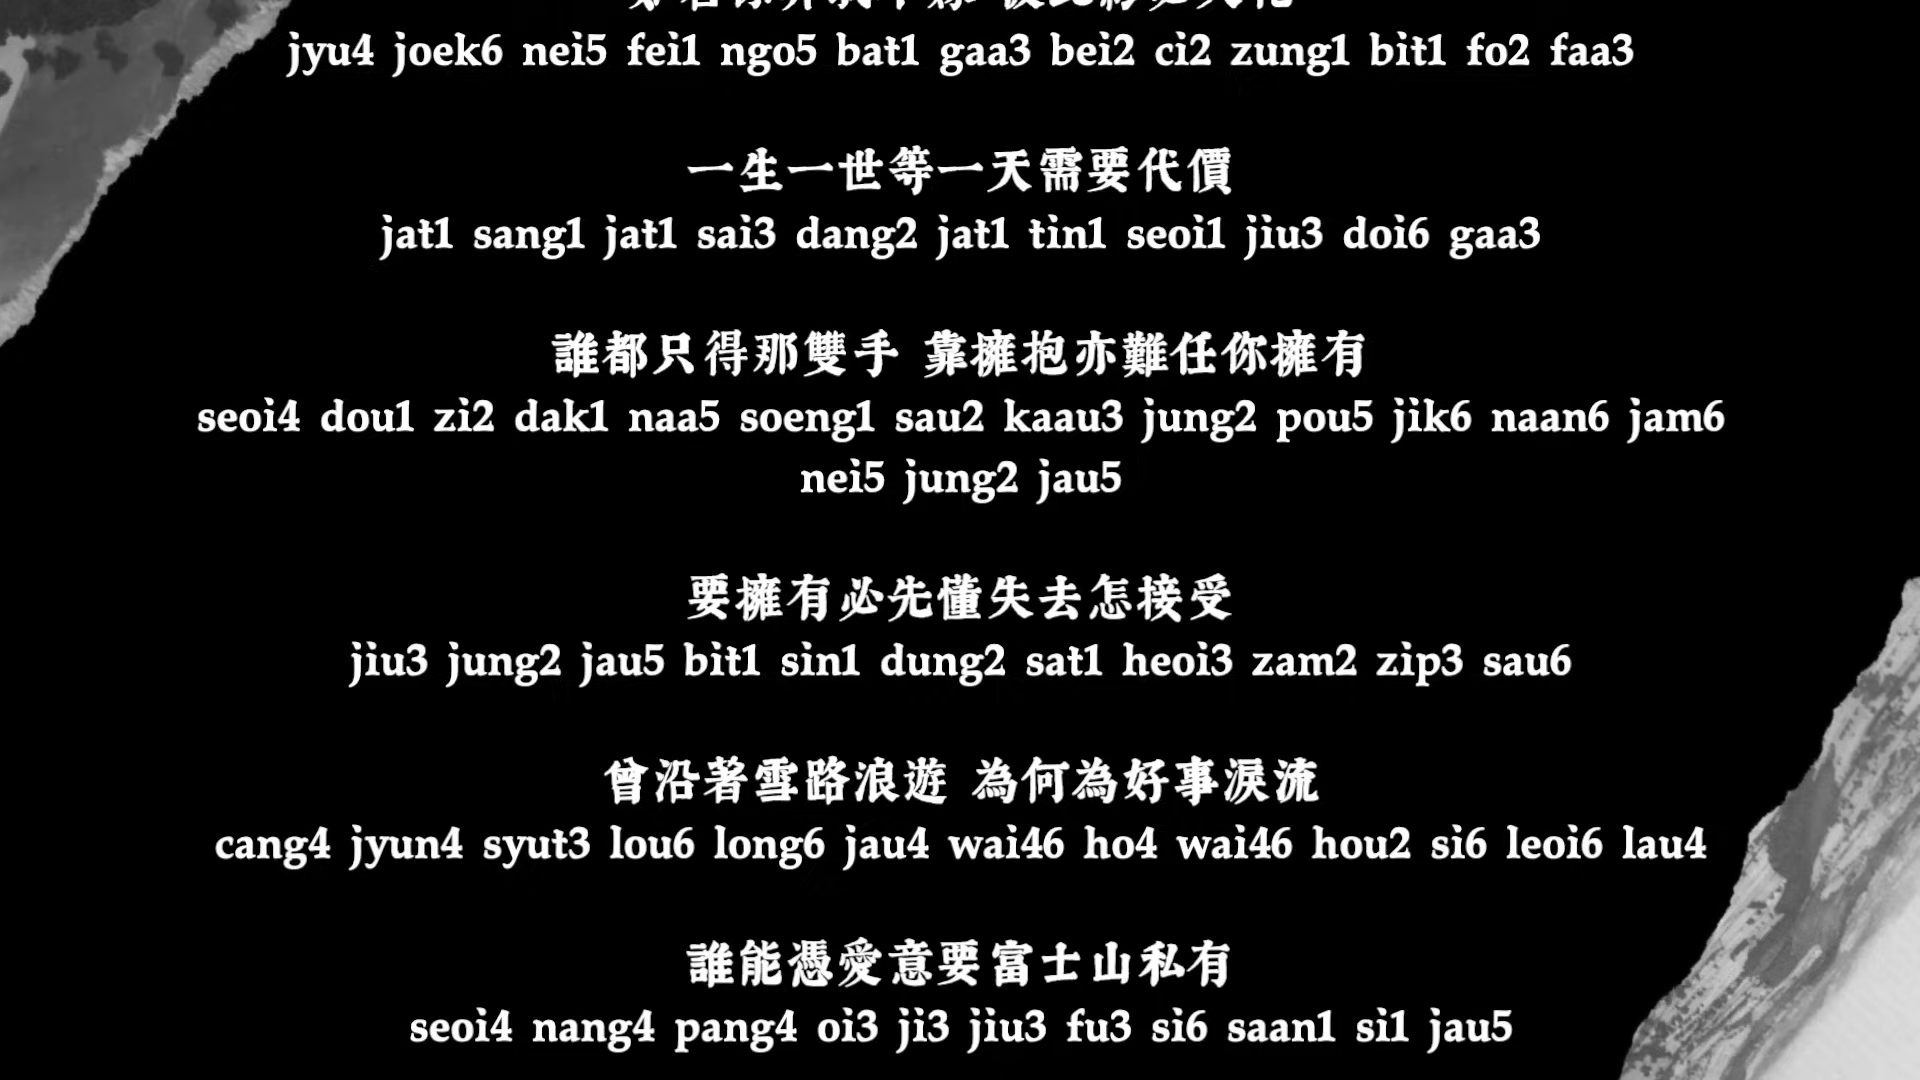 jyu4 joek6 nei5 fei1 ngo5 bat1 gaa3 bei2 ci2 zung1 bit1 fo2 faa3
一生一世等一天需要代價
jat1 sang1 jat1 sai3 dang2 jat1 tin1 seoi1 jiu3 doi6 gaa3
誰都只得那雙手 靠擁抱亦難任你擁有
seoi4 dou1 zi2 dak1 naa5 soeng1 sau2 kaau3 jung2 pou5 jik6 naan6 jam6
nei5 jung2 jau5
要擁有必先懂失去怎接受
jiu3 jung2 jau5 bit1 sin1 dung2 sat1 heoi3 zam2 zip3 sau6
曾沿著雪路浪遊 為何為好事淚流
cang4 jyun4 syut3 lou6 long6 jau4 wai46 ho4 wai46 hou2 si6 leoi6 lau4
誰能憑愛意要富士山私有
seoi4 nang4 pang4 oi3 ji3 jiu3 fu3 si6 saan1 si1 jau5